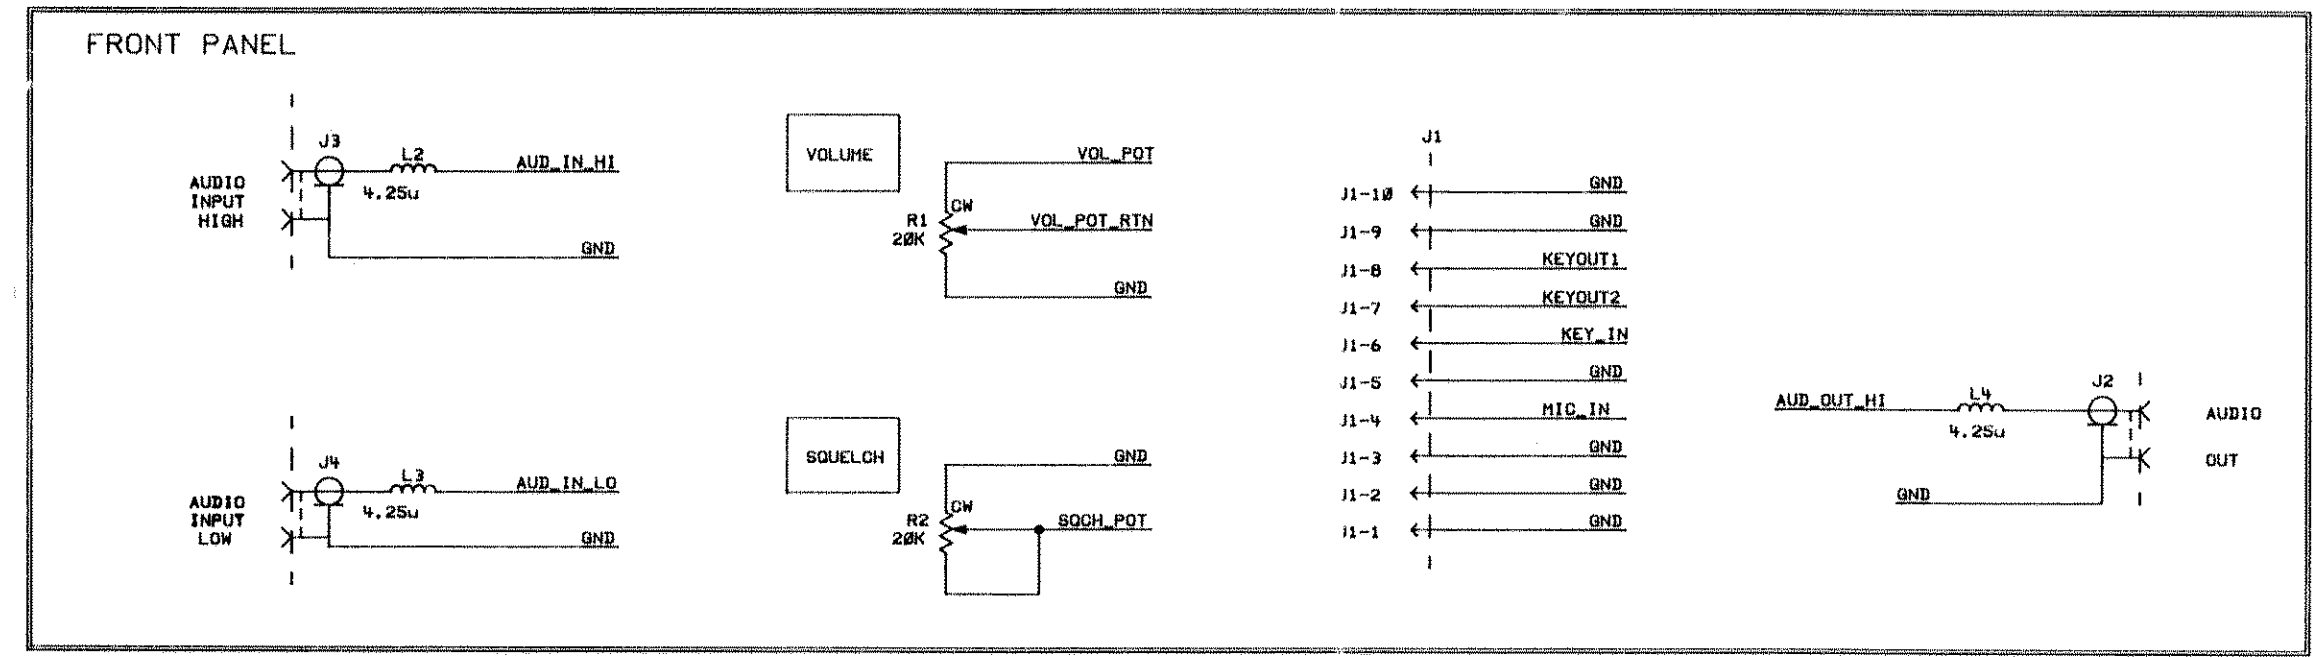 FRONT PANEL
J3
L2
AUD_IN_HI
4.25u
AUDIO
INPUT
HIGH
GND
J4
L3
AUD_IN_LO
4.25u
AUDIO
INPUT
LOW
GND
VOLUME
VOL_POT
CW
R1
20K
VOL_POT_RTN
GND
SQUELCH
GND
CW
R2
20K
SQCH_POT
J1
J1-10 GND
J1-9 GND
J1-8 KEYOUT1
J1-7 KEYOUT2
J1-6 KEY_IN
J1-5 GND
J1-4 MIC_IN
J1-3 GND
J1-2 GND
J1-1 GND
AUD_OUT_HI
L4
4.25u
J2
AUDIO
OUT
GND